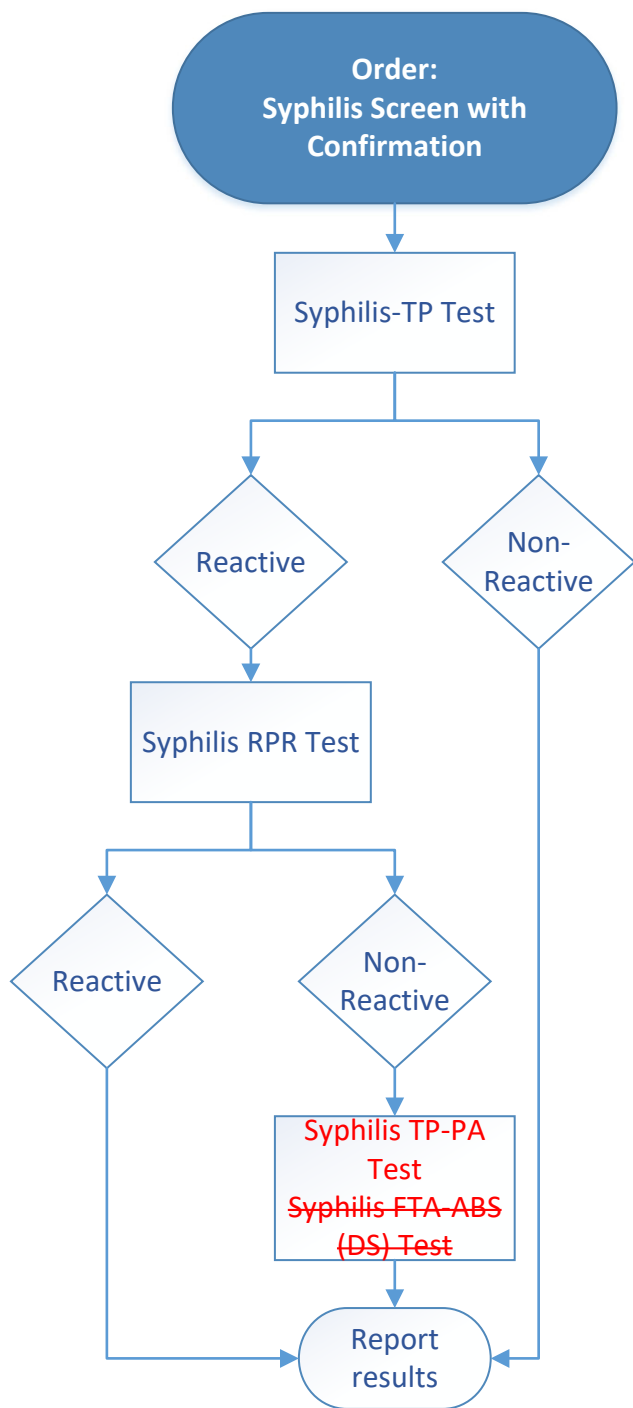 Order:
Syphilis Screen with
Confirmation
Syphilis-TP Test
Reactive
Non-
Reactive
Syphilis RPR Test
Reactive
Non-
Reactive
Syphilis TP-PA
Test
Syphilis FTA-ABS
(DS) Test
Report
results